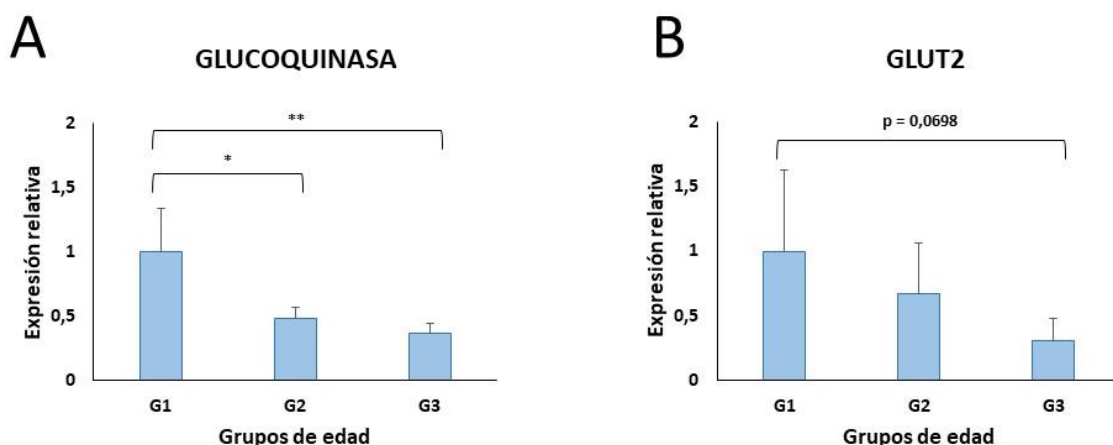 A
GLUCOQUINASA
Expresión relativa
2
1,5
1
0,5
0
**
*
G1 G2 G3
Grupos de edad
B
GLUT2
Expresión relativa
2
1,5
1
0,5
0
p = 0,0698
G1 G2 G3
Grupos de edad